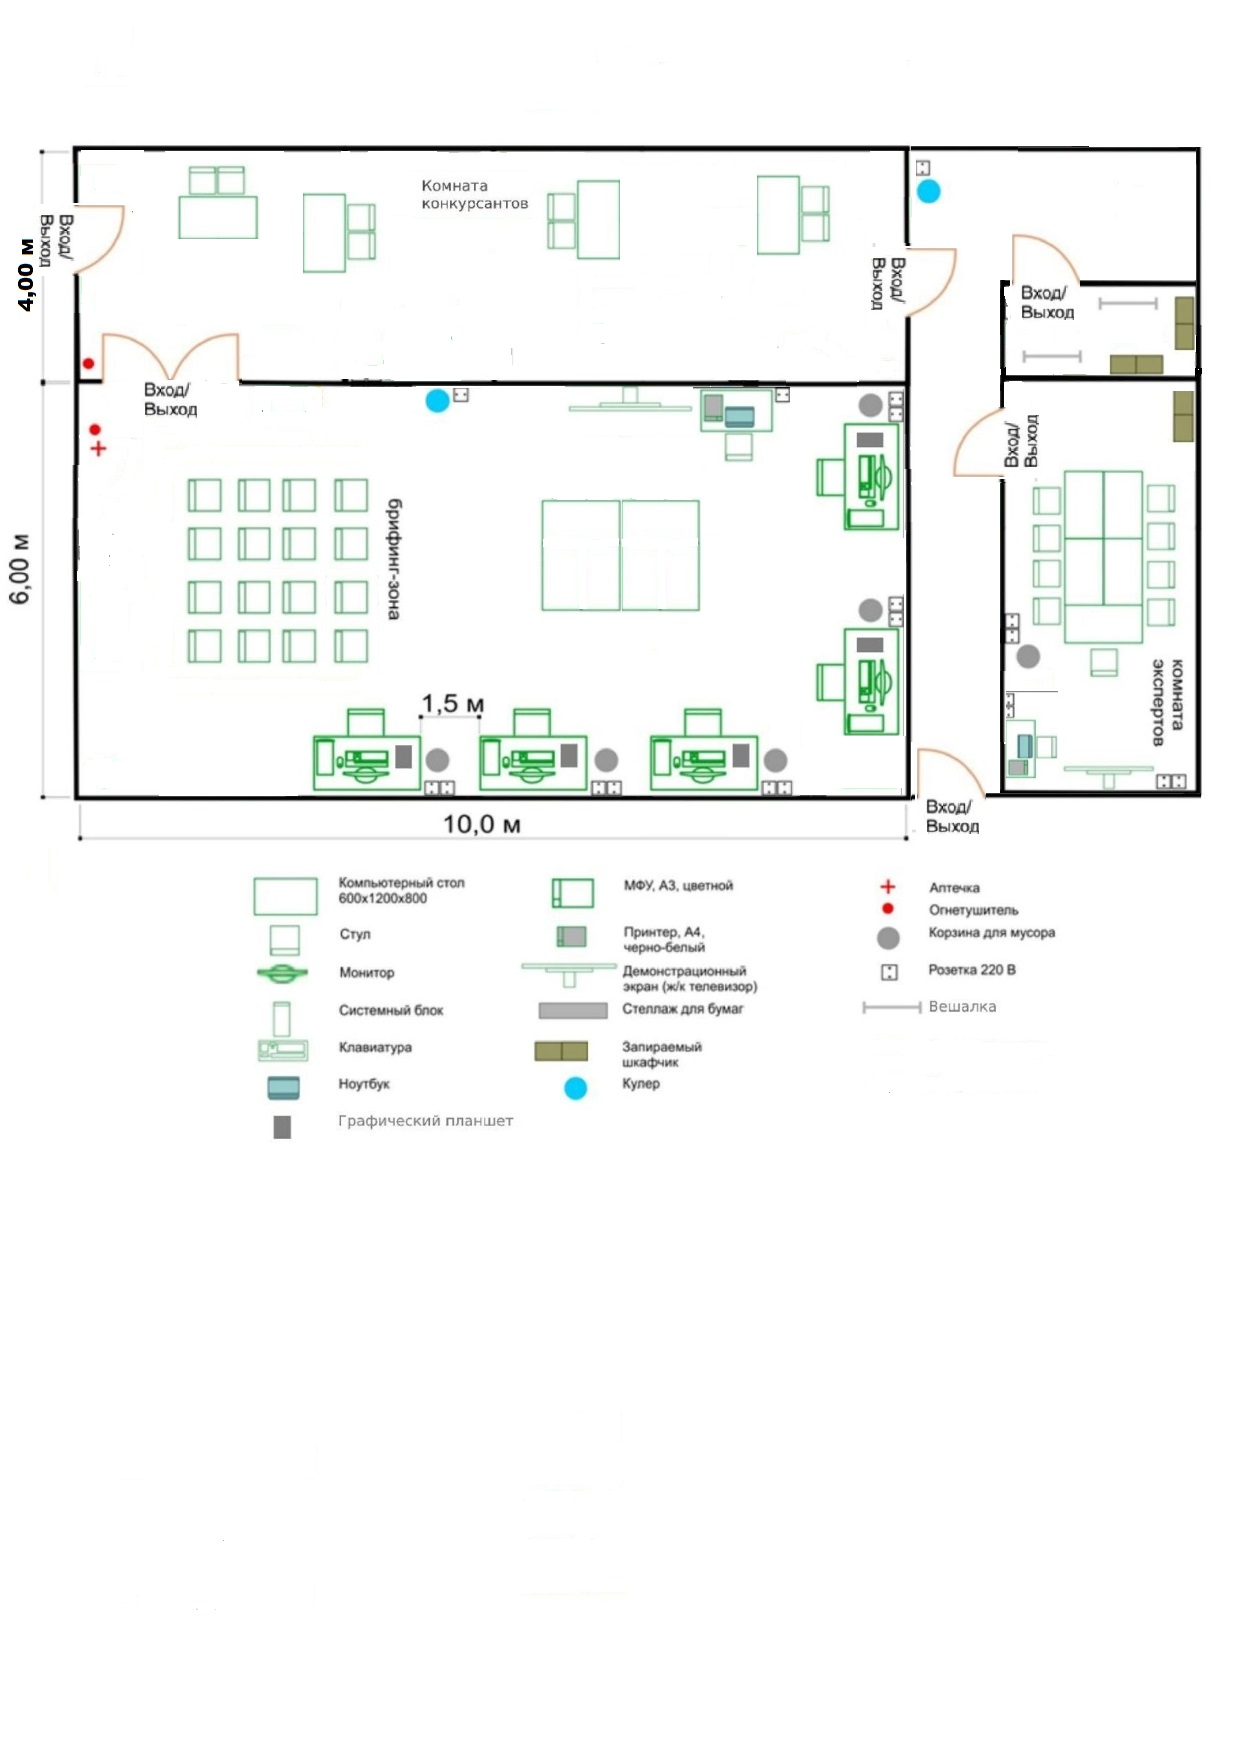 Комната
конкурсантов
Вход/
Выход
4,00 м
Вход/
Выход
Вход/
Выход
Вход/
Выход
Вход/
Выход
брифинг-зона
6,00 м
1,5 м
комната
экспертов
Вход/
Выход
10,0 м
Компьютерный стол
600х1200х800
Стул
Монитор
Системный блок
Клавиатура
Ноутбук
Графический планшет
МФУ, А3, цветной
Принтер, А4,
черно-белый
Демонстрационный
экран (ж/к телевизор)
Стеллаж для бумаг
Запираемый
шкафчик
Кулер
Аптечка
Огнетушитель
Корзина для мусора
Розетка 220 В
Вешалка